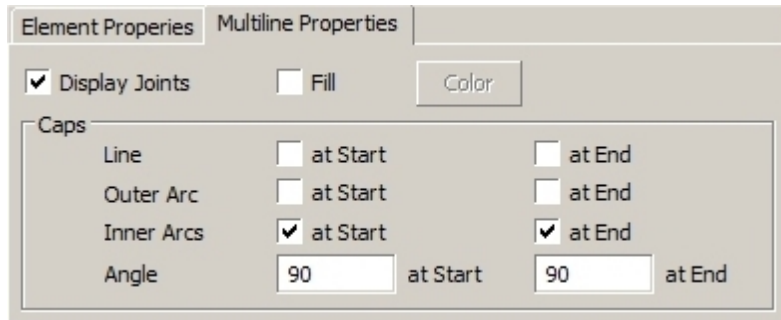 Element Properies Multiline Properties
Display Joints Fill Color
Caps
Line at Start at End
Outer Arc at Start at End
Inner Arcs at Start at End
Angle 90 at Start 90 at End